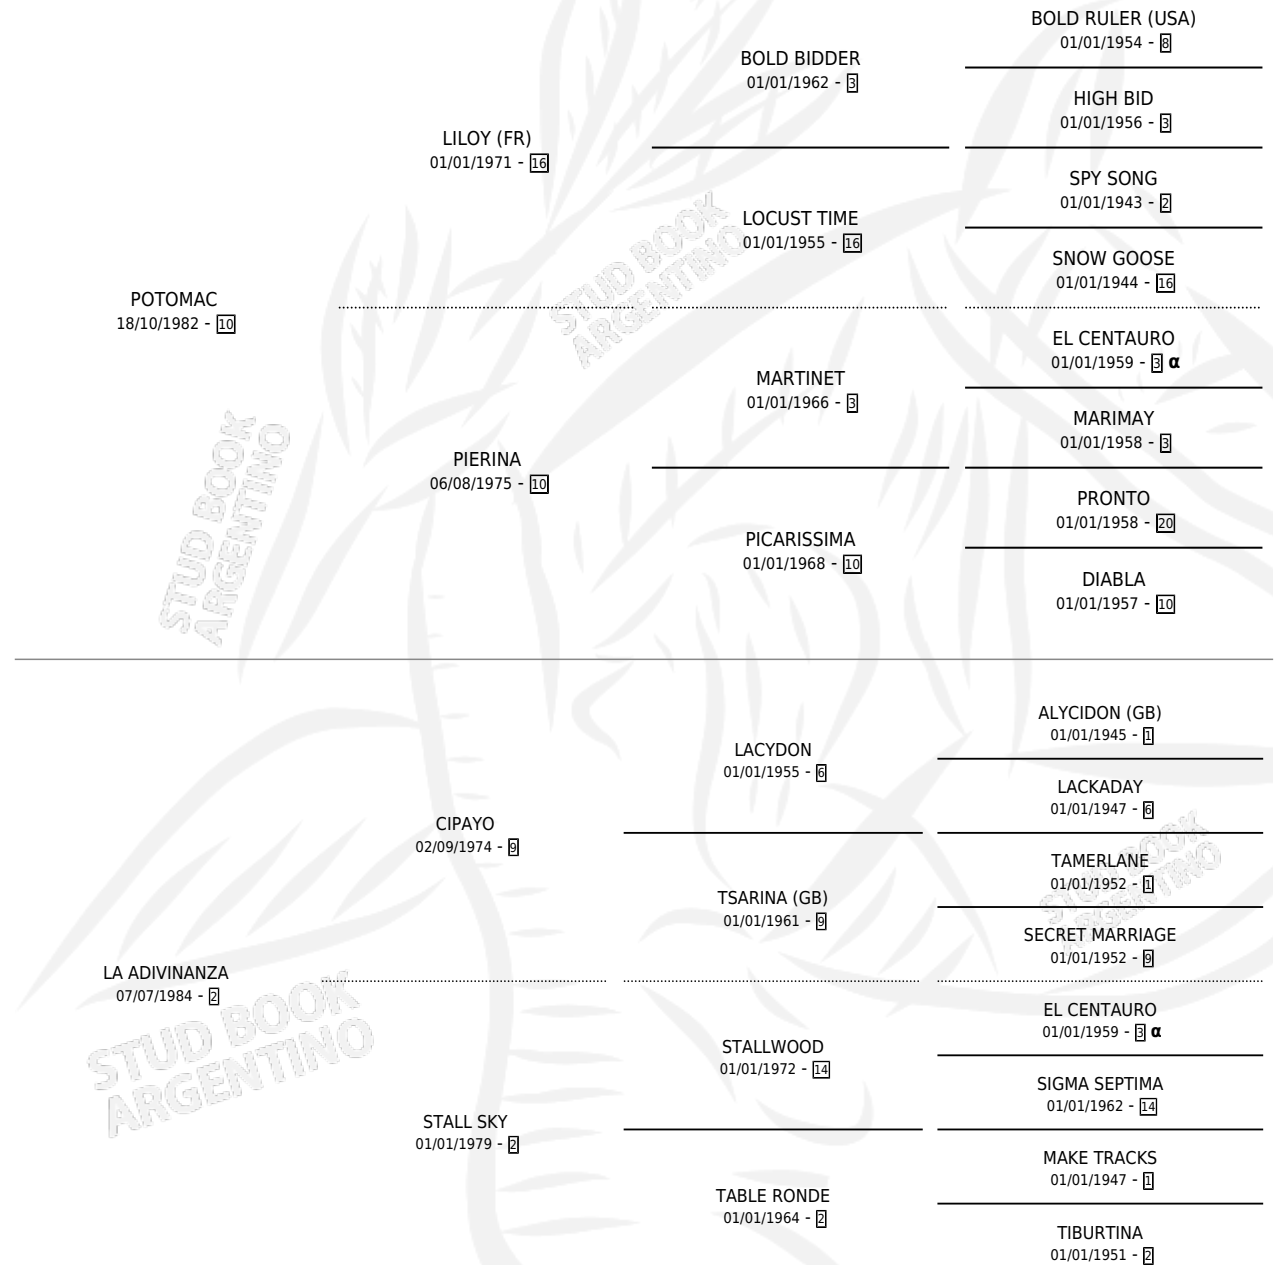 BOLD RULER (USA)
01/01/1954 - 8
BOLD BIDDER
01/01/1962 - 3
HIGH BID
01/01/1956 - 3
LILOY (FR)
01/01/1971 - 16
SPY SONG
01/01/1943 - 2
LOCUST TIME
01/01/1955 - 16
SNOW GOOSE
01/01/1944 - 16
POTOMAC
18/10/1982 - 10
EL CENTAURO
01/01/1959 - 3 α
MARTINET
01/01/1966 - 3
MARIMAY
01/01/1958 - 3
PIERINA
06/08/1975 - 10
PRONTO
01/01/1958 - 20
PICARISSIMA
01/01/1968 - 10
DIABLA
01/01/1957 - 10
ALYCIDON (GB)
01/01/1945 - 1
LACYDON
01/01/1955 - 6
LACKADAY
01/01/1947 - 6
CIPAYO
02/09/1974 - 9
TAMERLANE
01/01/1952 - 1
TSARINA (GB)
01/01/1961 - 9
SECRET MARRIAGE
01/01/1952 - 9
LA ADIVINANZA
07/07/1984 - 2
EL CENTAURO
01/01/1959 - 3 α
STALLWOOD
01/01/1972 - 14
SIGMA SEPTIMA
01/01/1962 - 14
STALL SKY
01/01/1979 - 2
MAKE TRACKS
01/01/1947 - 1
TABLE RONDE
01/01/1964 - 2
TIBURTINA
01/01/1951 - 2
STUD BOOK
ARGENTINO
STUD BOOK
ARGENTINO
STUD BOOK
ARGENTINO
STUD BOOK
ARGENTINO